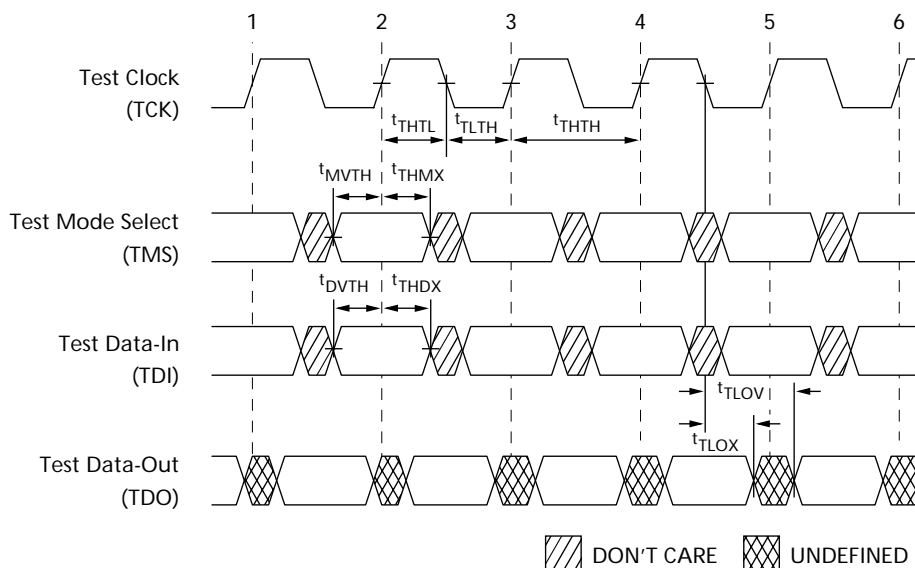 1 2 3 4 5 6
Test Clock
(TCK)
tTHTL tTLTH tTHTH
tMVTH tTHMX
Test Mode Select
(TMS)
tDVTH tTHDX
Test Data-In
(TDI)
tTLOV
tTLOX
Test Data-Out
(TDO)
DON'T CARE UNDEFINED